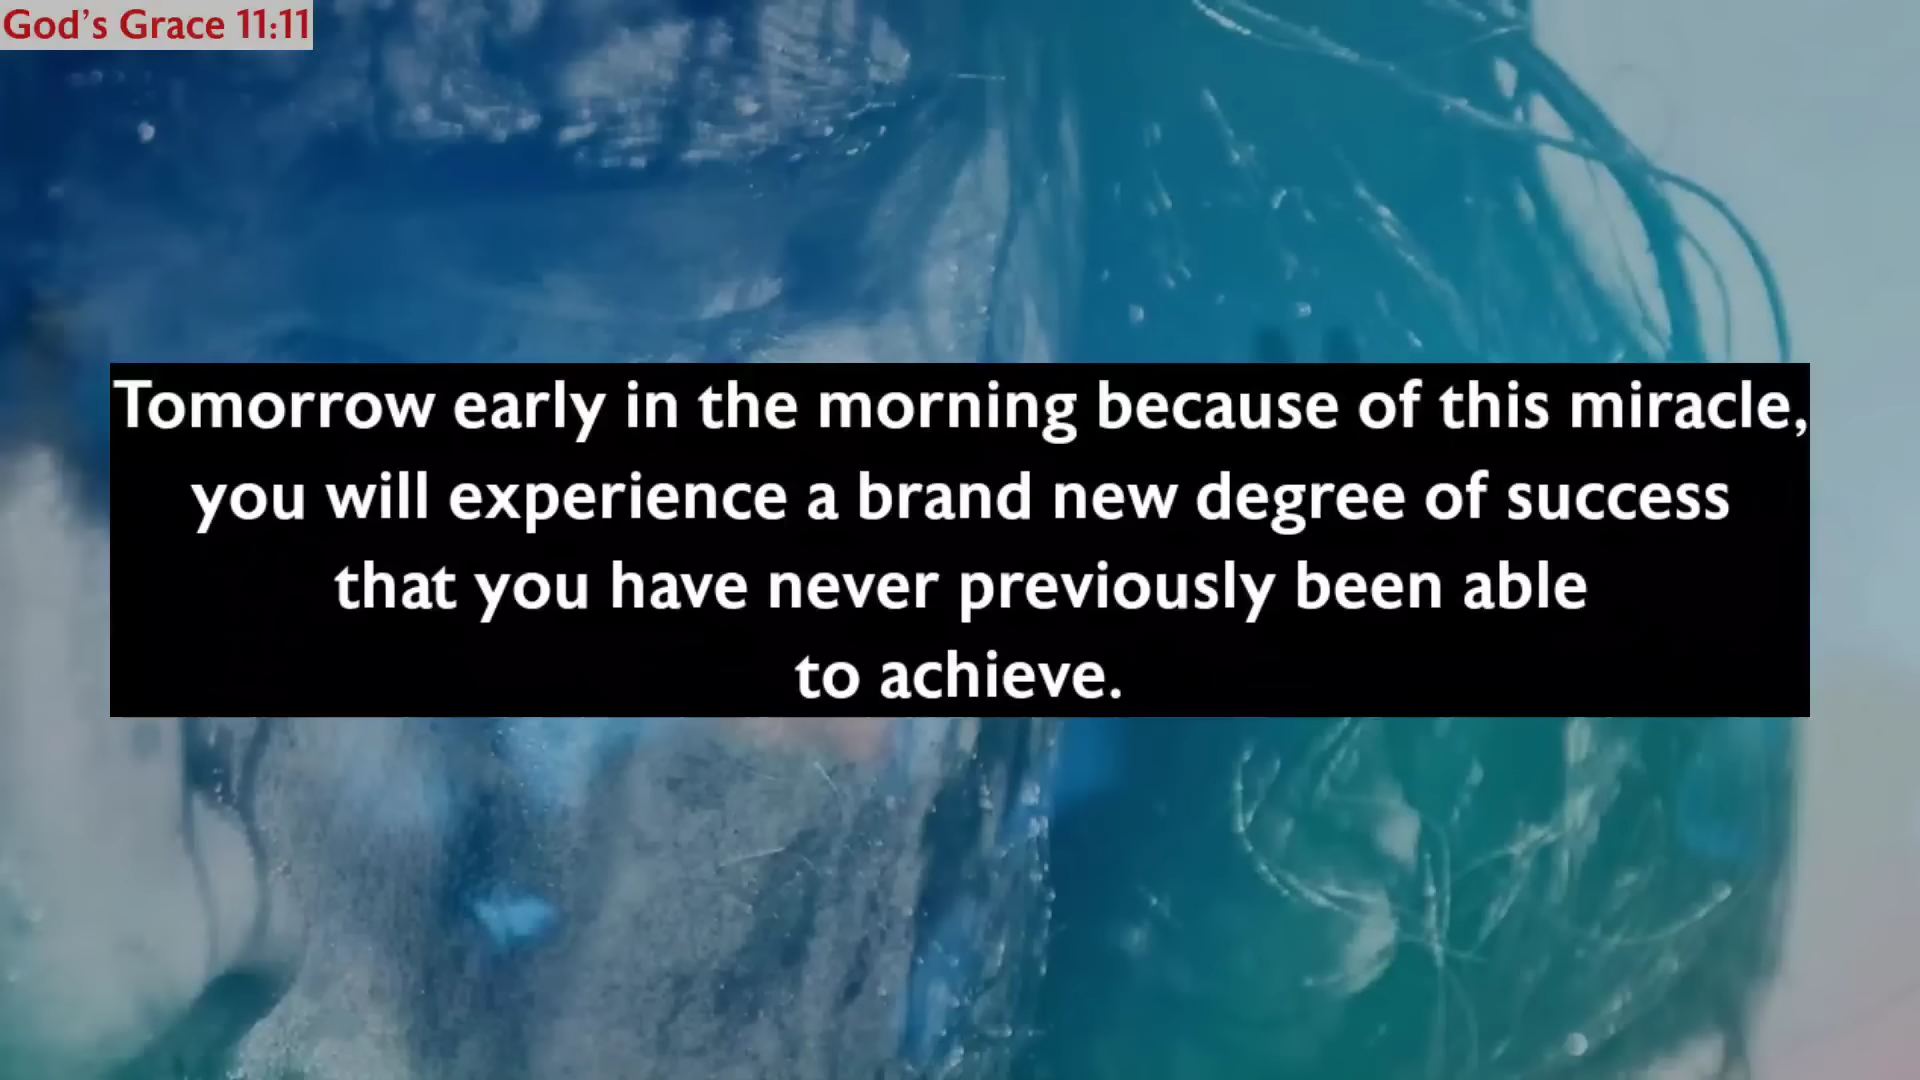 God's Grace 11:11
Tomorrow early in the morning because of this miracle,
you will experience a brand new degree of success
that you have never previously been able
to achieve.